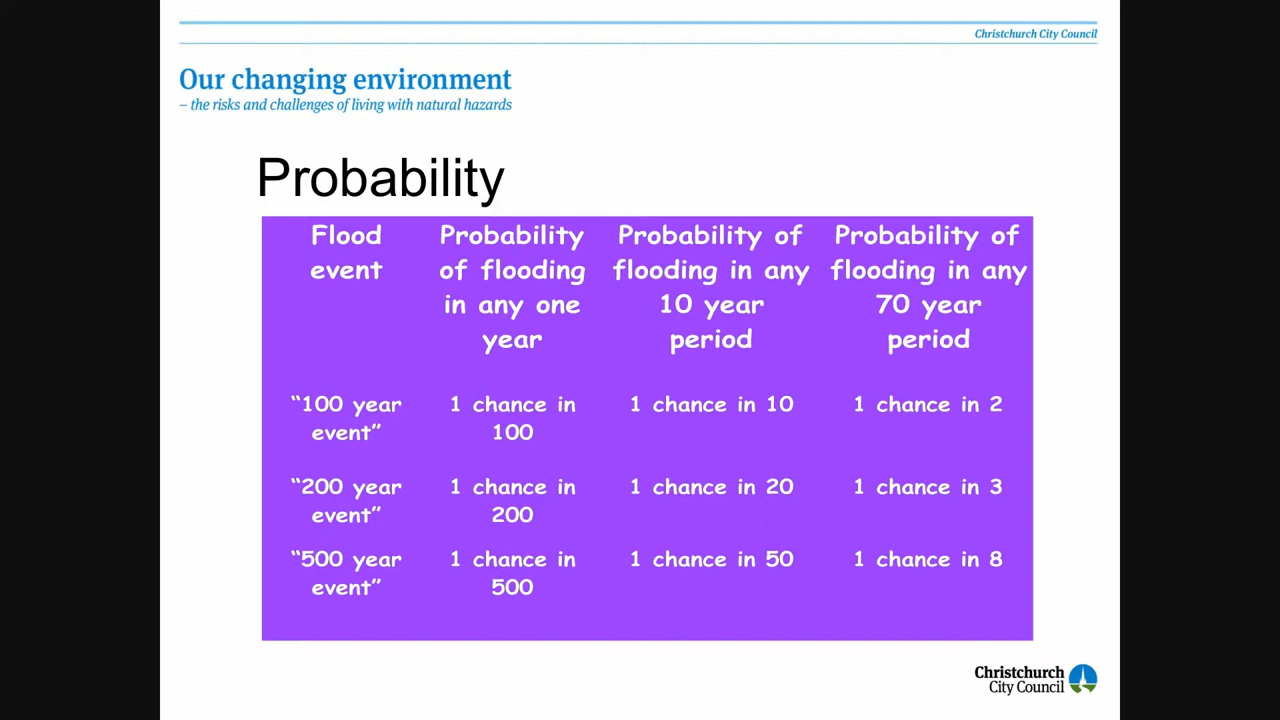 Christchurch City Council
Our changing environment
– the risks and challenges of living with natural hazards
Probability
Flood
event
Probability
of flooding
in any one
year
Probability of
flooding in any
10 year
period
Probability of
flooding in any
70 year
period
“100 year
event”
1 chance in
100
1 chance in 10
1 chance in 2
“200 year
event”
1 chance in
200
1 chance in 20
1 chance in 3
“500 year
event”
1 chance in
500
1 chance in 50
1 chance in 8
Christchurch
City Council